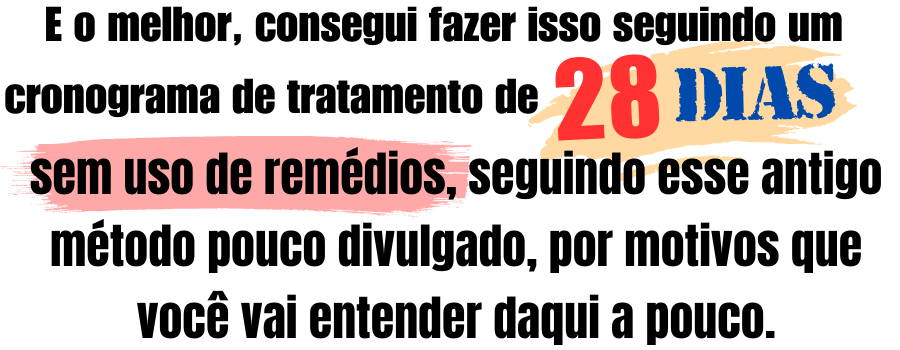 E o melhor, consegui fazer isso seguindo um
cronograma de tratamento de 28 DIAS
sem uso de remédios, seguindo esse antigo
método pouco divulgado, por motivos que
você vai entender daqui a pouco.